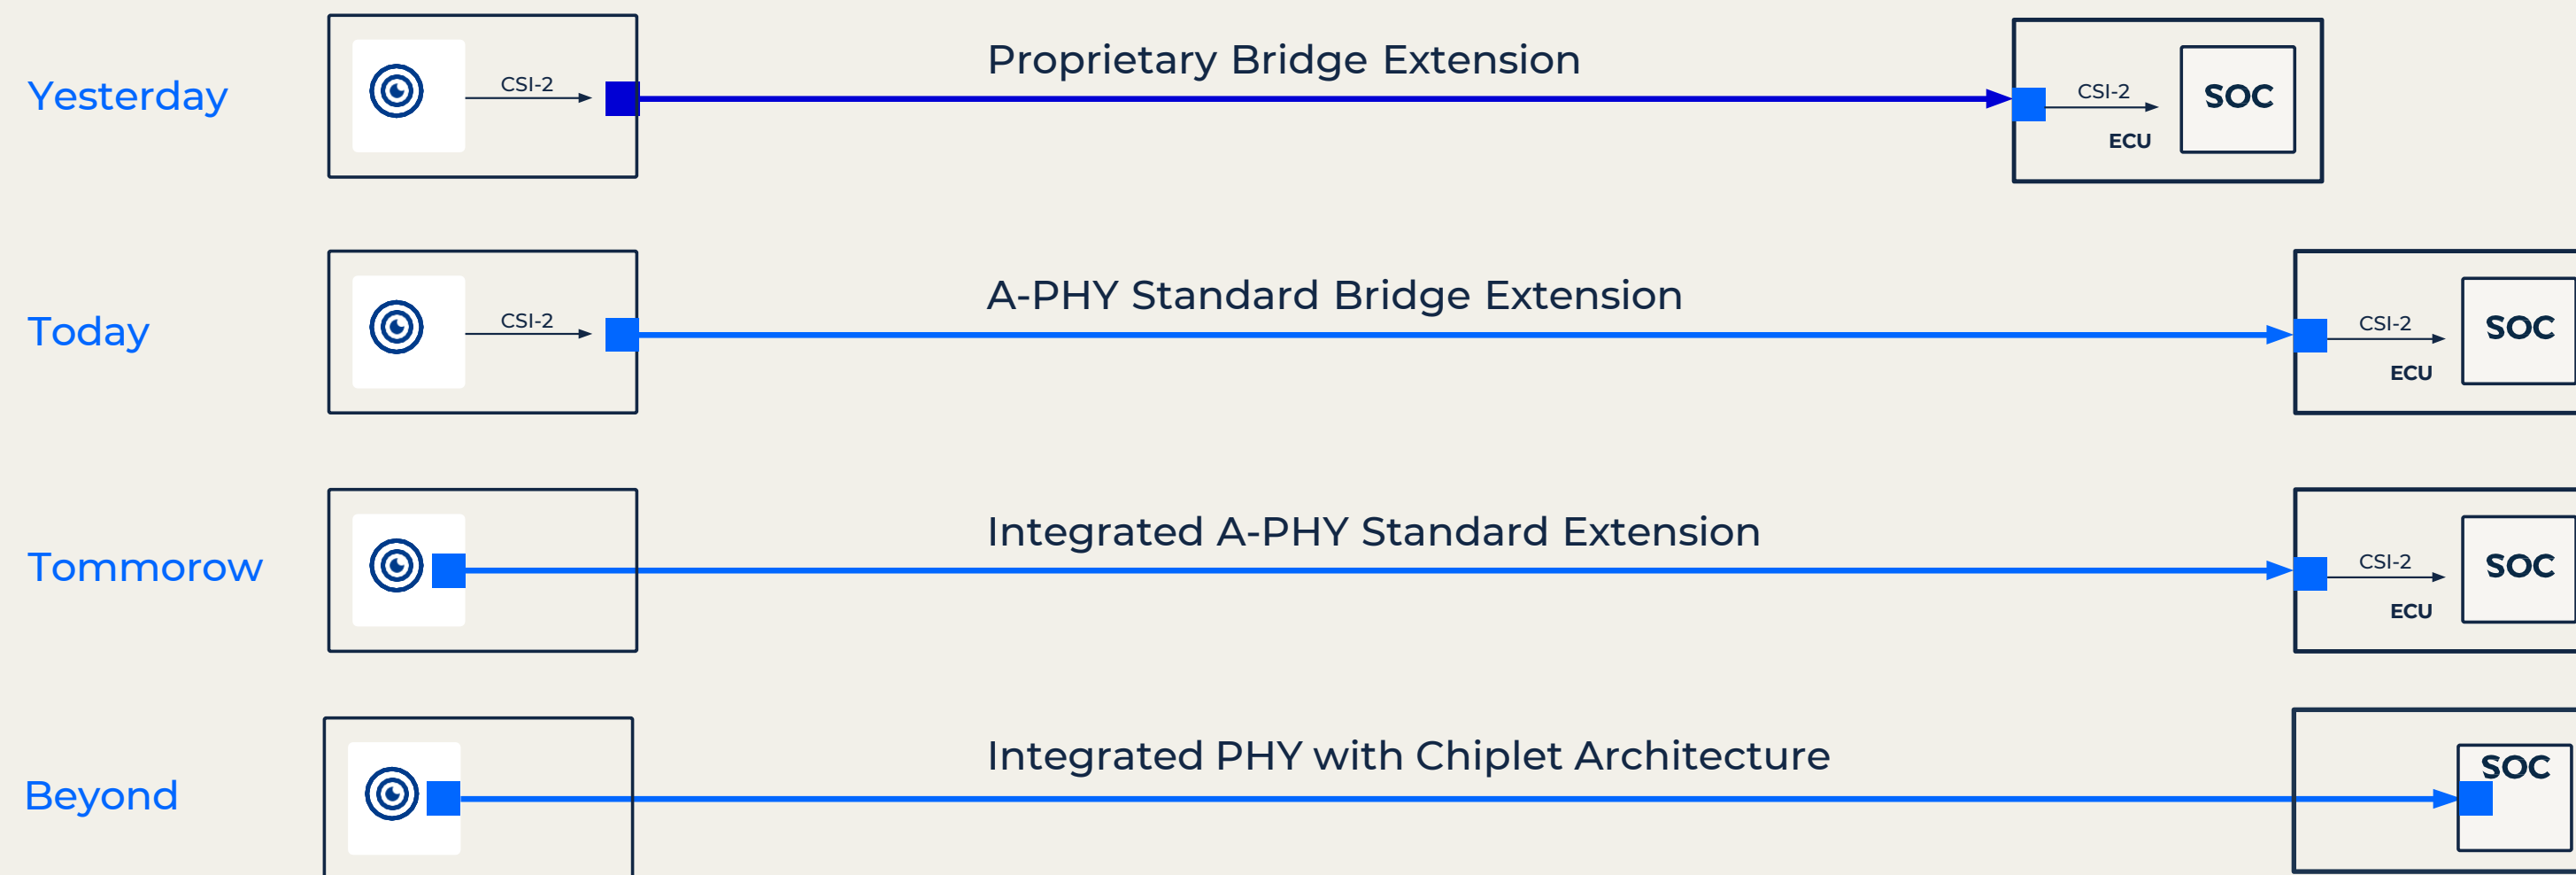 Proprietary Bridge Extension
Yesterday
CSI-2
CSI-2
SOC
ECU
A-PHY Standard Bridge Extension
Today
CSI-2
CSI-2
SOC
ECU
Integrated A-PHY Standard Extension
Tommorow
CSI-2
SOC
ECU
Integrated PHY with Chiplet Architecture
Beyond
SOC